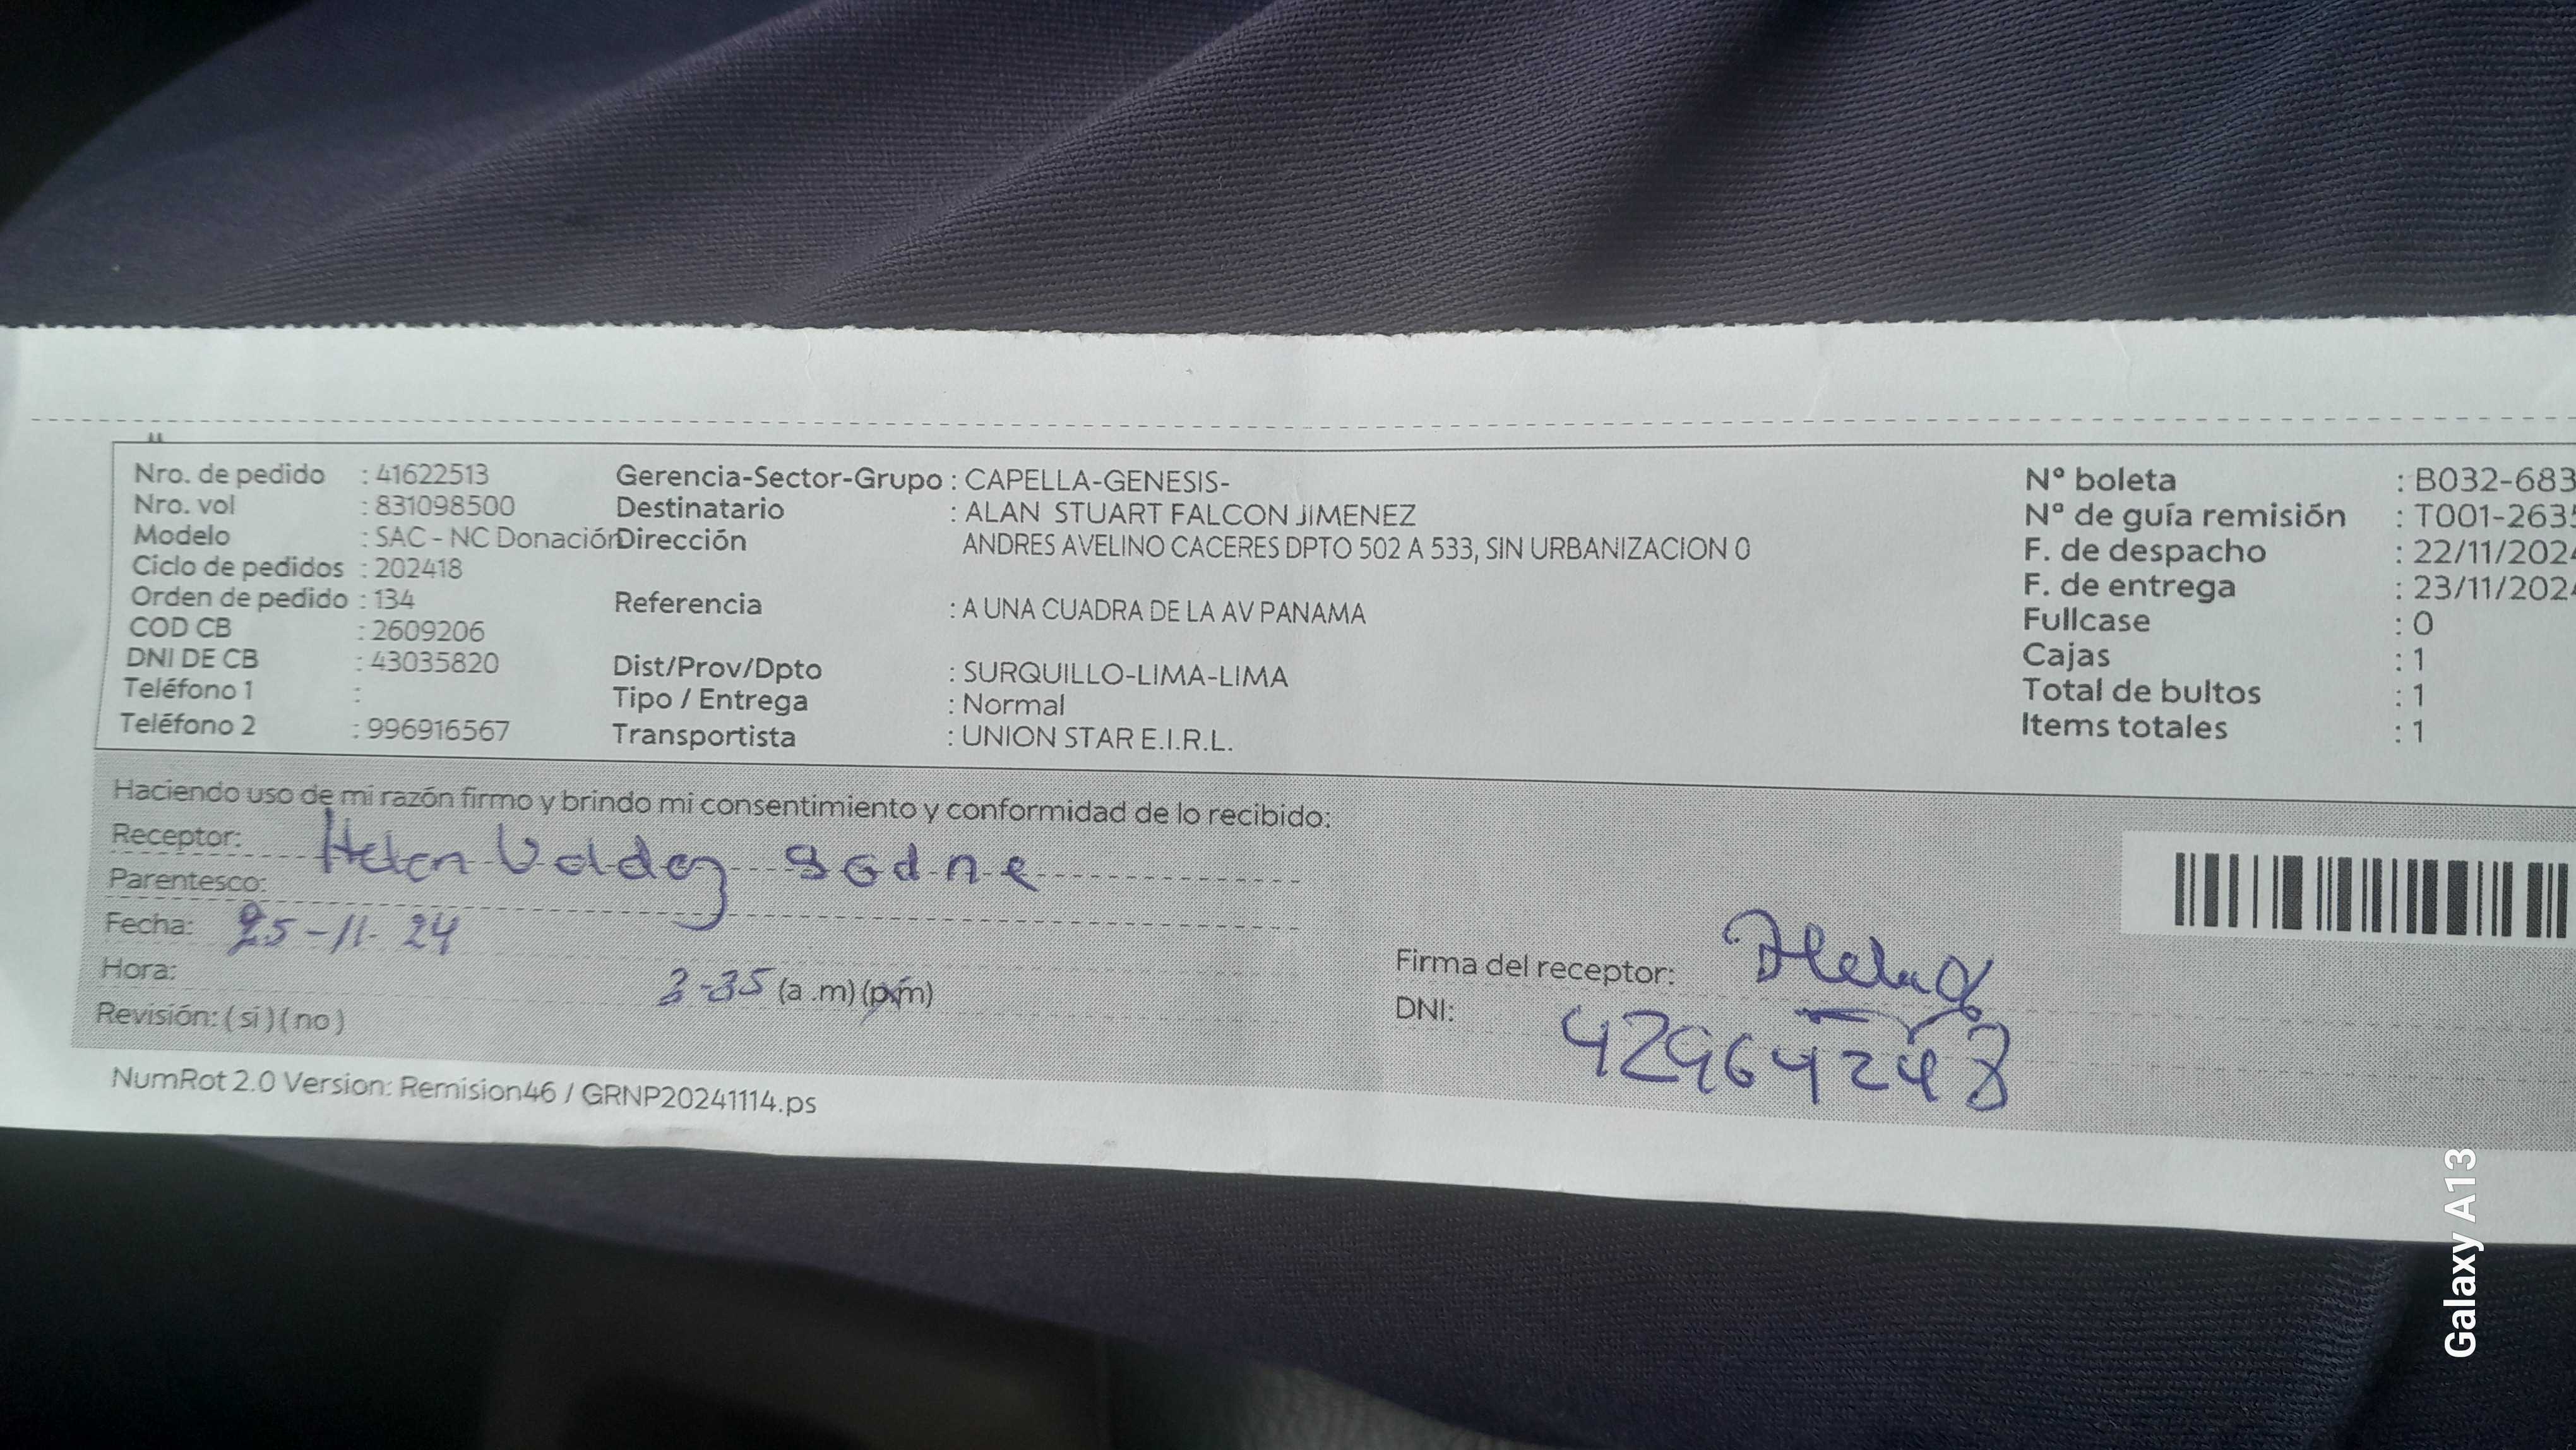 Nro. de pedido : 41622513 Gerencia-Sector-Grupo : CAPELLA-GENESIS- Nº boleta : B032-683
Nro. vol : 831098500 Destinatario : ALAN STUART FALCON JIMENEZ Nº de guía remisión : T001-263
Modelo : SAC - NC Donación Dirección ANDRES AVELINO CACERES DPTO 502 A 533, SIN URBANIZACION 0 F. de despacho : 22/11/202
Ciclo de pedidos : 202418 F. de entrega : 23/11/202
Orden de pedido : 134 Referencia : A UNA CUADRA DE LA AV PANAMA Fullcase : 0
COD CB : 2609206 Cajas : 1
DNI DE CB : 43035820 Dist/Prov/Dpto : SURQUILLO-LIMA-LIMA Total de bultos : 1
Teléfono 1 : Tipo / Entrega : Normal Items totales : 1
Teléfono 2 : 996916567 Transportista : UNION STAR E.I.R.L.
Haciendo uso de mi razón firmo y brindo mi consentimiento y conformidad de lo recibido:
Receptor: Helen Valdez
Parentesco:
Fecha: 25-11-24
Hora: 3-35 (a .m) (p.m)
Revisión: ( si ) ( no )
Firma del receptor:
DNI: 42964248
NumRot 2.0 Version: Remision46 / GRNP20241114.ps
Galaxy A13